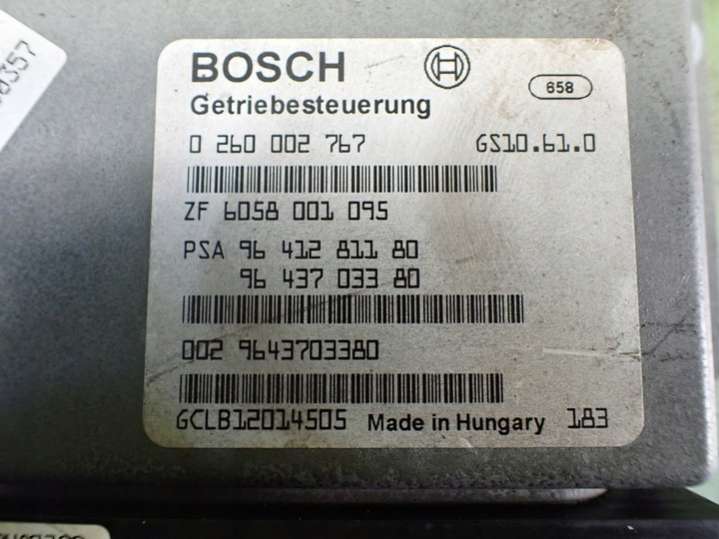 BOSCH
658
Getriebesteuerung
0 260 002 767 GS10.61.0
ZF 6058 001 095
PSA 96 412 811 80
96 437 033 80
002 9643703380
GCLB12014505 Made in Hungary 183